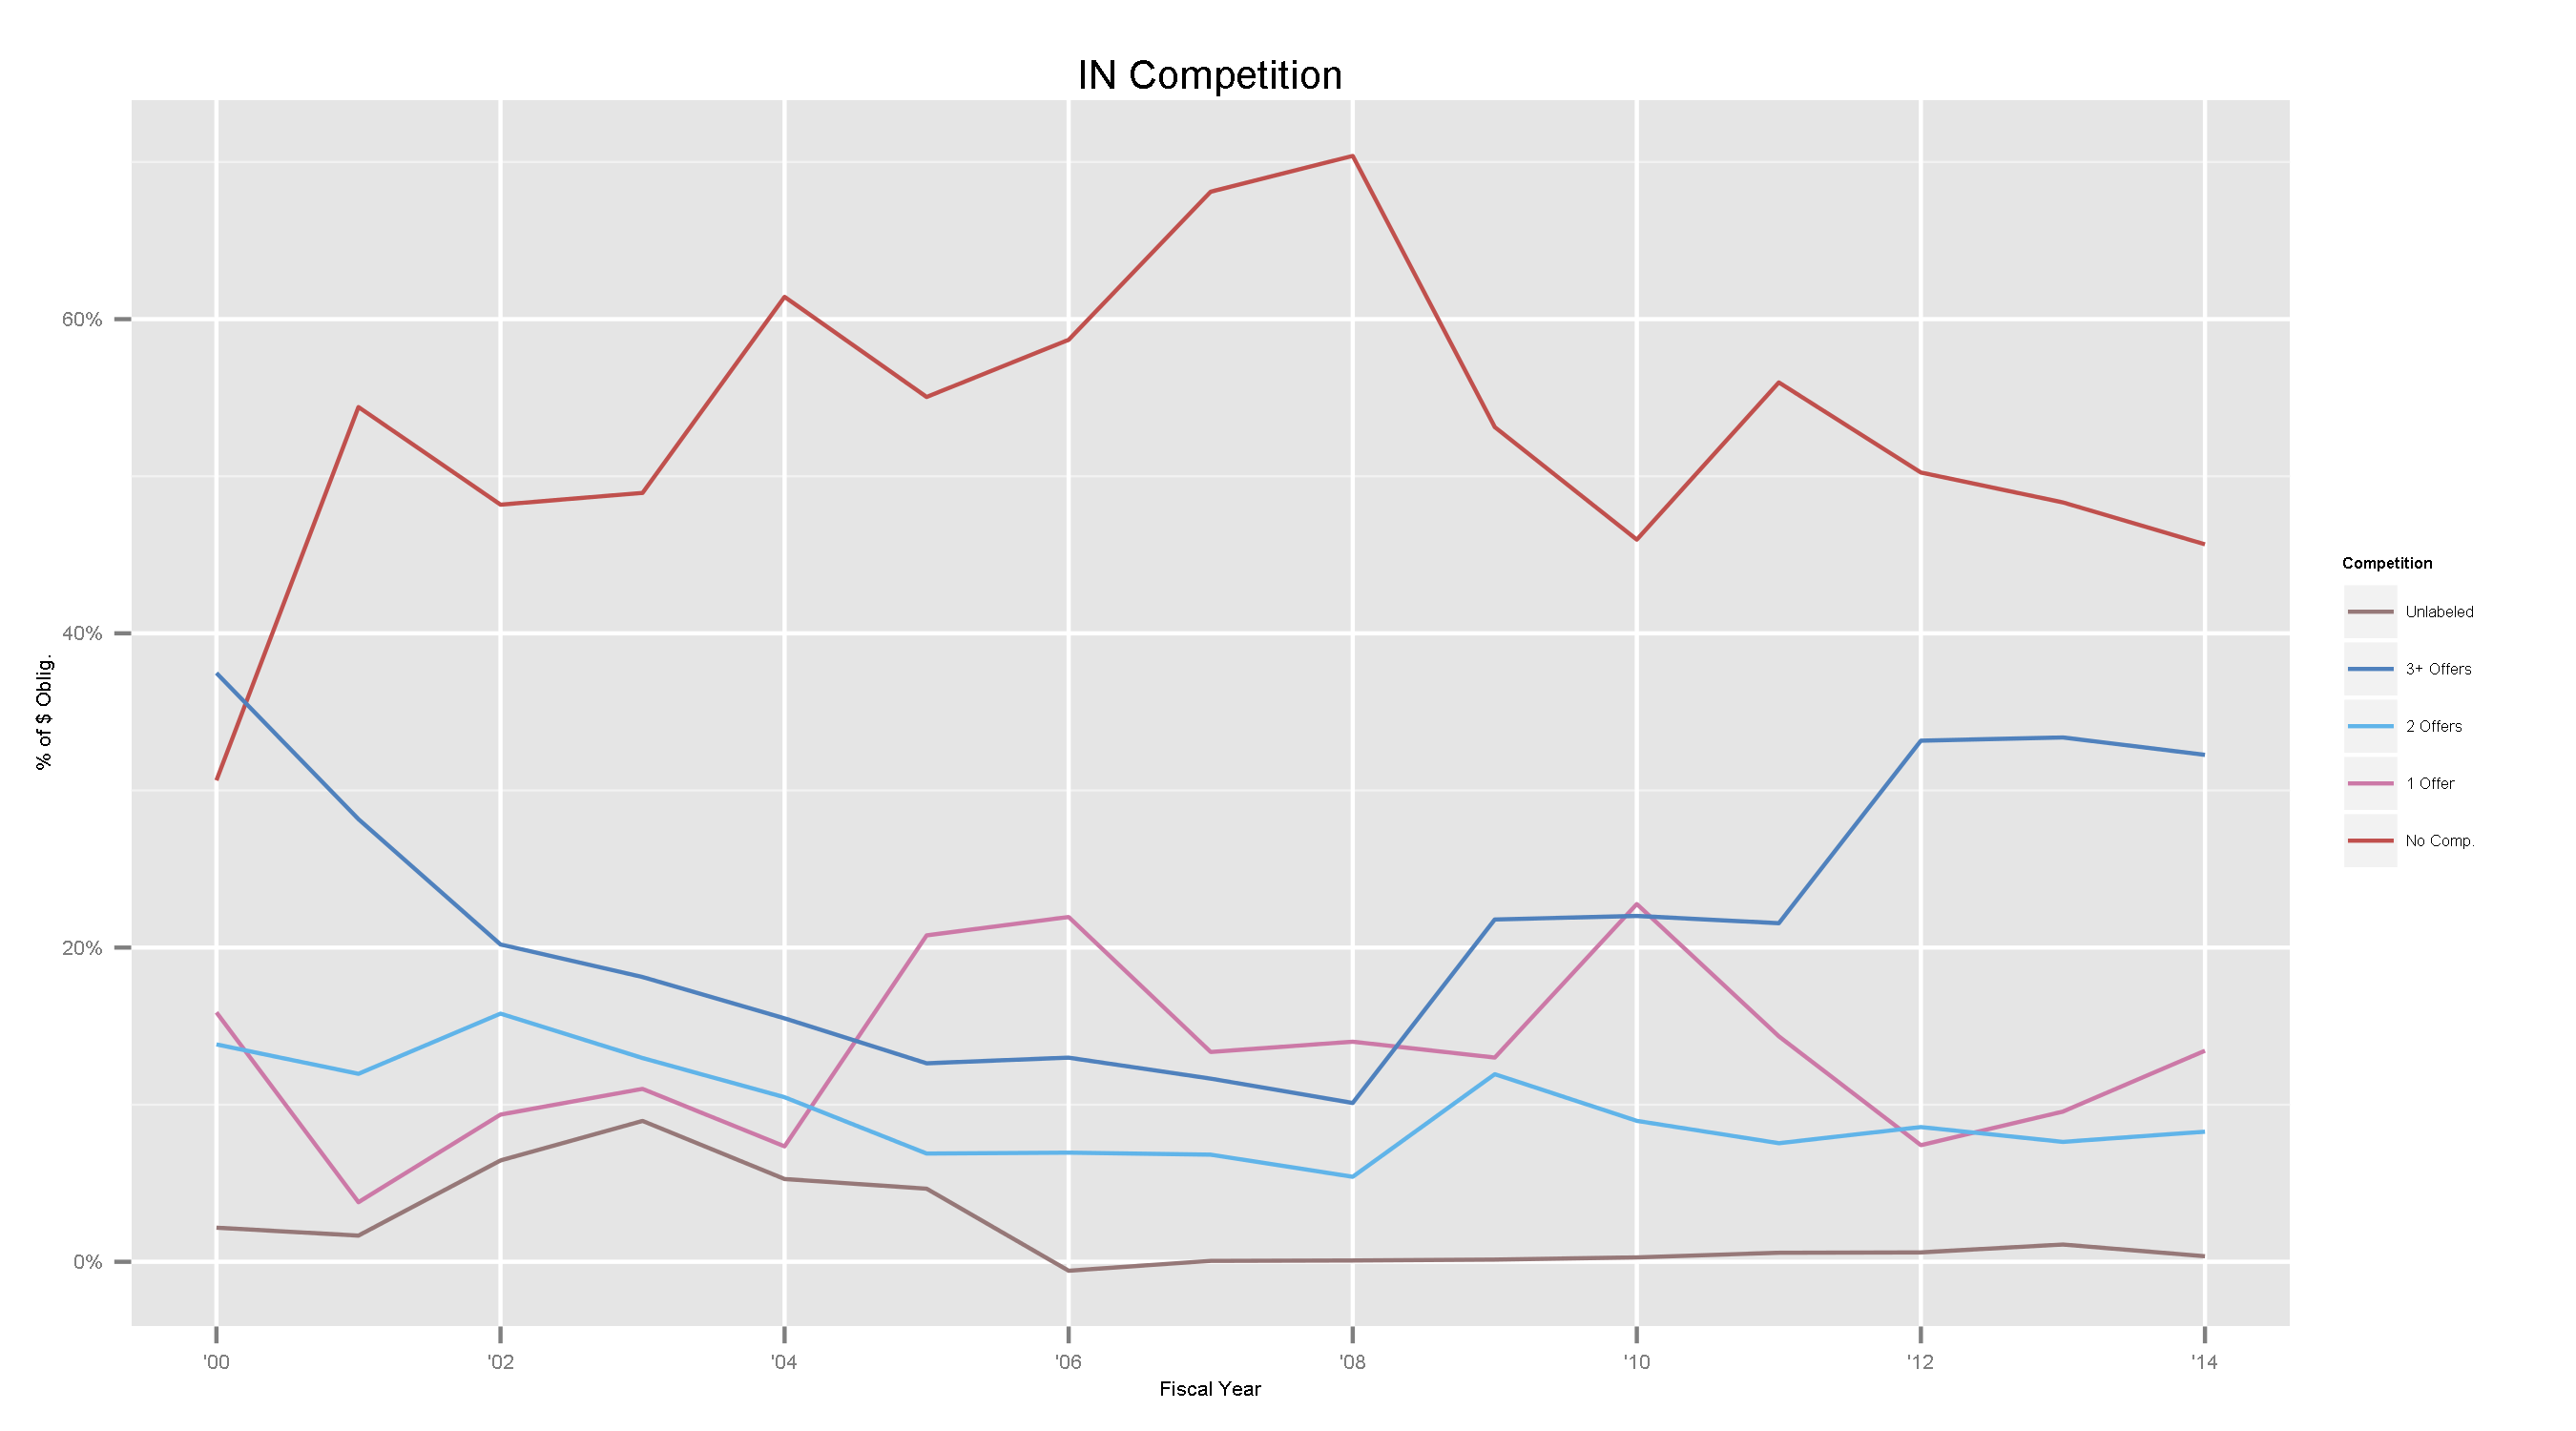 IN Competition
60%
40%
20%
0%
% of $ Oblig.
'00 '02 '04 '06 '08 '10 '12 '14
Fiscal Year
Competition
Unlabeled
3+ Offers
2 Offers
1 Offer
No Comp.